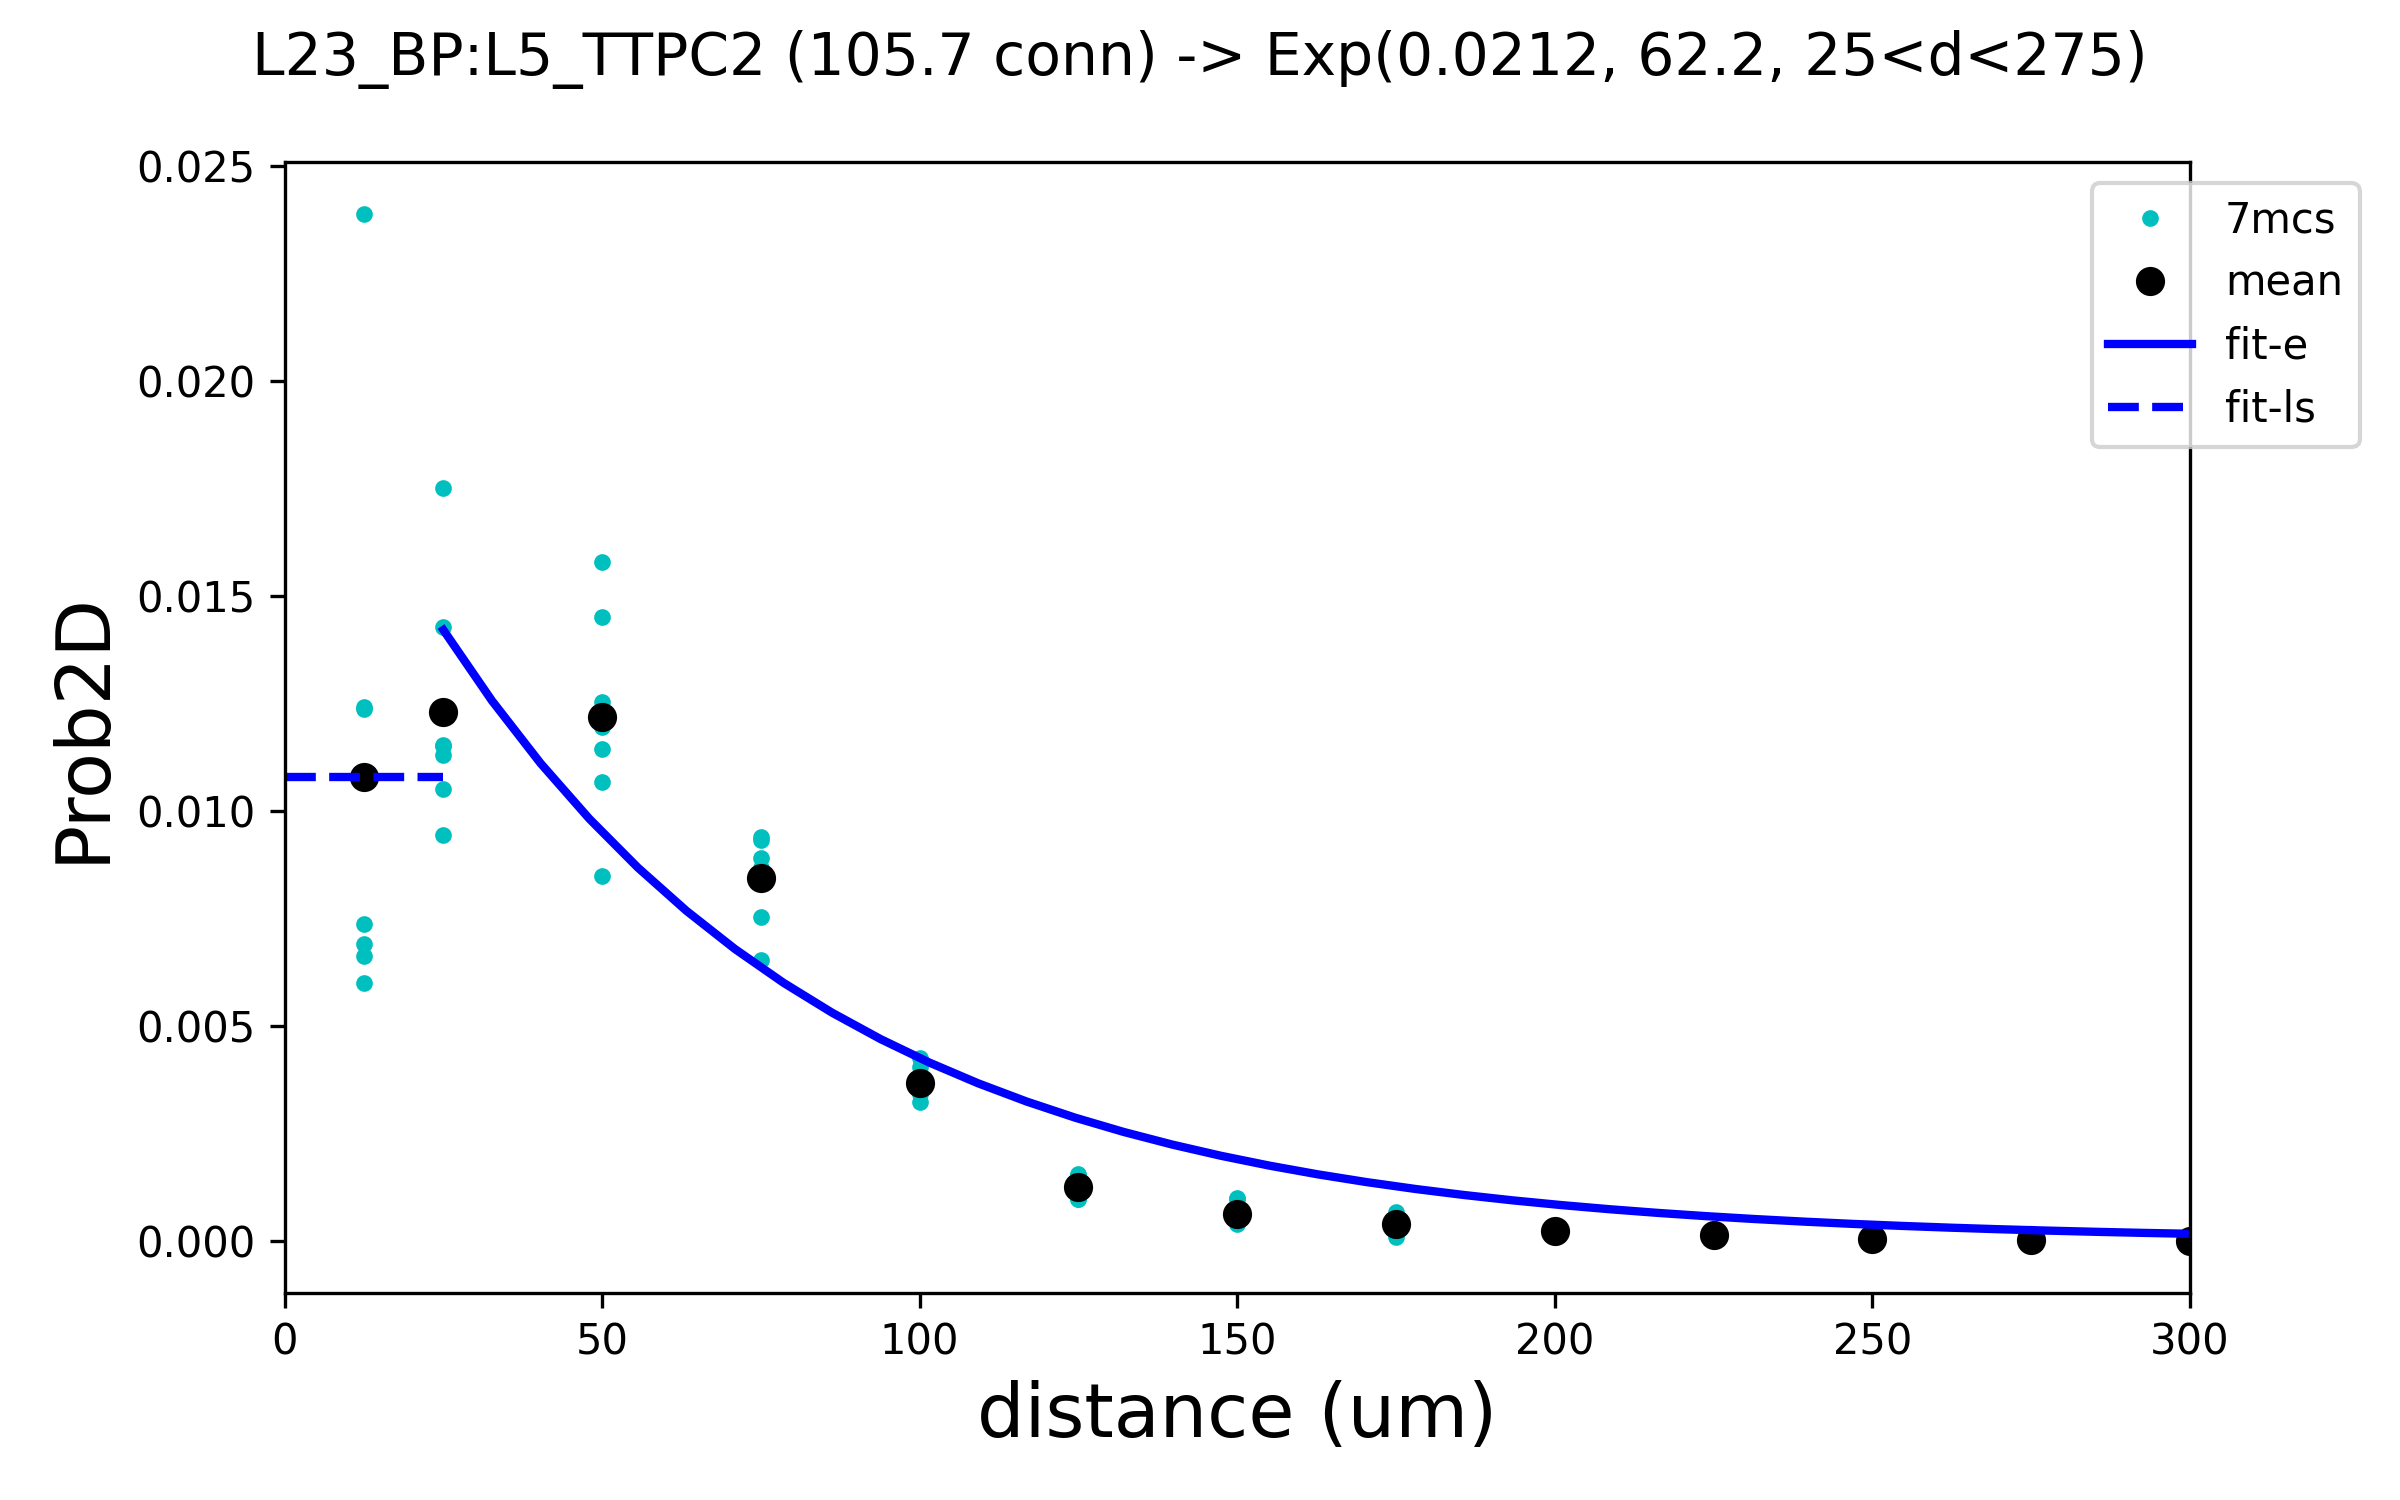 L23_BP:L5_TTPC2 (105.7 conn) -> Exp(0.0212, 62.2, 25<d<275)
0.025
0.020
0.015
0.010
0.005
0.000
Prob2D
7mcs
mean
fit-e
fit-ls
0 50 100 150 200 250 300
distance (um)